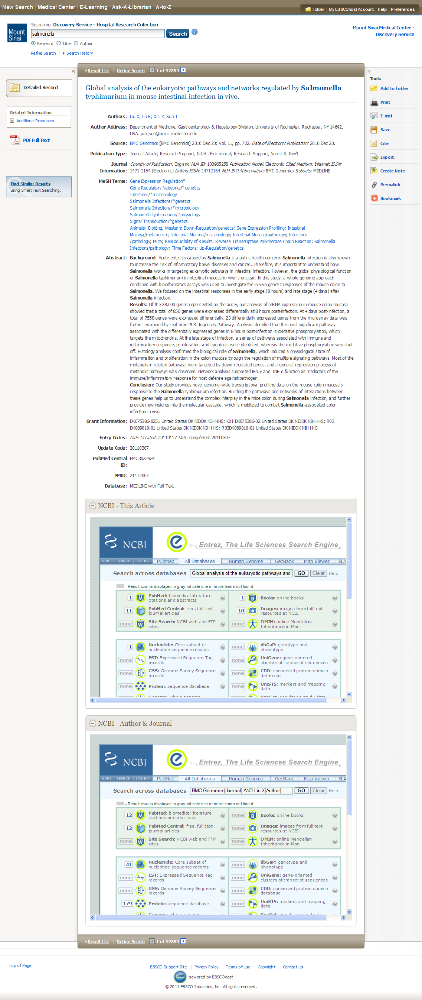 New Search | Medical Center | E-Learning | Ask-A-Librarian | A-to-Z
Folder | My EBSCOhost Account | Help | Preferences
Mount Sinai
Searching: Discovery Service - Hospital Research Collection
salmonella
Search
Keyword Title Author
Refine Search | Search History
Mount Sinai Medical Center -
Discovery Service
«
Result List | Refine Search 1 of 97853
»
Detailed Record
Related Information
Additional Resources
PDF Full Text
Find Similar Results
using SmartText Searching.
Tools
Add to folder
Print
E-mail
Save
Cite
Export
Create Note
Permalink
Bookmark
Global analysis of the eukaryotic pathways and networks regulated by Salmonella
typhimurium in mouse intestinal infection in vivo.
Authors: Liu X; Lu R; Xia Y; Sun J
Author Address: Department of Medicine, Gastroenterology & Hepatology Division, University of Rochester, Rochester, NY 14642,
USA. jun_sun@urmc.rochester.edu
Source: BMC Genomics [BMC Genomics] 2010 Dec 20; Vol. 11, pp. 722. Date of Electronic Publication: 2010 Dec 20.
Publication Type: Journal Article; Research Support, N.I.H., Extramural; Research Support, Non-U.S. Gov't
Journal Country of Publication: England NLM ID: 100965258 Publication Model: Electronic Cited Medium: Internet ISSN:
Information: 1471-2164 (Electronic) Linking ISSN: 14712164 NLM ISO Abbreviation: BMC Genomics Subsets: MEDLINE
MeSH Terms: Gene Expression Regulation*
Gene Regulatory Networks/*genetics
Intestines/*microbiology
Salmonella Infections/*genetics
Salmonella Infections/*microbiology
Salmonella typhimurium/*physiology
Signal Transduction/*genetics
Animals; Blotting, Western; Down-Regulation/genetics; Gene Expression Profiling; Intestinal
Mucosa/metabolism; Intestinal Mucosa/microbiology; Intestinal Mucosa/pathology; Intestines
/pathology; Mice; Reproducibility of Results; Reverse Transcriptase Polymerase Chain Reaction; Salmonella
Infections/pathology; Time Factors; Up-Regulation/genetics
Abstract: Background: Acute enteritis caused by Salmonella is a public health concern. Salmonella infection is also known
to increase the risk of inflammatory bowel diseases and cancer. Therefore, it is important to understand how
Salmonella works in targeting eukaryotic pathways in intestinal infection. However, the global physiological function
of Salmonella typhimurium in intestinal mucosa in vivo is unclear. In this study, a whole genome approach
combined with bioinformatics assays was used to investigate the in vivo genetic responses of the mouse colon to
Salmonella. We focused on the intestinal responses in the early stage (8 hours) and late stage (4 days) after
Salmonella infection.
Results: Of the 28,000 genes represented on the array, our analysis of mRNA expression in mouse colon mucosa
showed that a total of 856 genes were expressed differentially at 8 hours post-infection. At 4 days post-infection, a
total of 7558 genes were expressed differentially. 23 differentially expressed genes from the microarray data was
further examined by real-time PCR. Ingenuity Pathways Analysis identified that the most significant pathway
associated with the differentially expressed genes in 8 hours post-infection is oxidative phosphorylation, which
targets the mitochondria. At the late stage of infection, a series of pathways associated with immune and
inflammatory response, proliferation, and apoptosis were identified, whereas the oxidative phosphorylation was shut
off. Histology analysis confirmed the biological role of Salmonella, which induced a physiological state of
inflammation and proliferation in the colon mucosa through the regulation of multiple signaling pathways. Most of the
metabolism-related pathways were targeted by down-regulated genes, and a general repression process of
metabolic pathways was observed. Network analysis supported IFN-γ and TNF-α function as mediators of the
immune/inflammatory response for host defense against pathogen.
Conclusion: Our study provides novel genome-wide transcriptional profiling data on the mouse colon mucosa's
response to the Salmonella typhimurium infection. Building the pathways and networks of interactions between
these genes help us to understand the complex interplay in the mice colon during Salmonella infection, and further
provide new insights into the molecular cascade, which is mobilized to combat Salmonella-associated colon
infection in vivo.
Grant Information: DK075386-0251 United States DK NIDDK NIH HHS; K01 DK075386-02 United States DK NIDDK NIH HHS; R03
DK089010-01 United States DK NIDDK NIH HHS; R03DK089010-01 United States DK NIDDK NIH HHS
Entry Dates: Date Created: 20110117 Date Completed: 20110307
Update Code: 20110307
PubMed Central PMC3022924
ID:
PMID: 21172007
Database: MEDLINE with Full Text
NCBI - This Article
NCBI
e Entrez, The Life Sciences Search Engine
HOME SEARCH SITE MAP PubMed All Databases Human Genome GenBank Map Viewer BLA
Search across databases Global analysis of the eukaryotic pathways and GO Clear Help
- Result counts displayed in gray indicate one or more terms not found
1 PubMed: biomedical literature citations and abstracts ?
1 Books: online books ?
11 PubMed Central: free, full text journal articles ?
10 Images: images from full text resources at NCBI ?
none Site Search: NCBI web and FTP sites ?
none OMIM: online Mendelian Inheritance in Man ?
1 Nucleotide: Core subset of nucleotide sequence records ?
none dbGaP: genotype and phenotype ?
none EST: Expressed Sequence Tag records ?
none UniGene: gene-oriented clusters of transcript sequences ?
none GSS: Genome Survey Sequence records ?
none CDD: conserved protein domain database ?
none Protein: sequence database ?
none UniSTS: markers and mapping data ?
Genome: whole genome
PopSet: population study data
NCBI - Author & Journal
NCBI
e Entrez, The Life Sciences Search Engine
HOME SEARCH SITE MAP PubMed All Databases Human Genome GenBank Map Viewer BLA
Search across databases BMC Genomics[Journal] AND Liu X[Author] GO Clear Help
- Result counts displayed in gray indicate one or more terms not found
12 PubMed: biomedical literature citations and abstracts ?
none Books: online books ?
12 PubMed Central: free, full text journal articles ?
none Images: images from full text resources at NCBI ?
none Site Search: NCBI web and FTP sites ?
none OMIM: online Mendelian Inheritance in Man ?
41 Nucleotide: Core subset of nucleotide sequence records ?
none dbGaP: genotype and phenotype ?
none EST: Expressed Sequence Tag records ?
none UniGene: gene-oriented clusters of transcript sequences ?
none GSS: Genome Survey Sequence records ?
none CDD: conserved protein domain database ?
179 Protein: sequence database ?
none UniSTS: markers and mapping data ?
Genome: whole genome
PopSet: population study data
Result List | Refine Search 1 of 97853
Top of Page
EBSCO Support Site | Privacy Policy | Terms of Use | Copyright | Contact Us
EBSCO powered by EBSCOhost
© 2011 EBSCO Industries, Inc. All rights reserved.